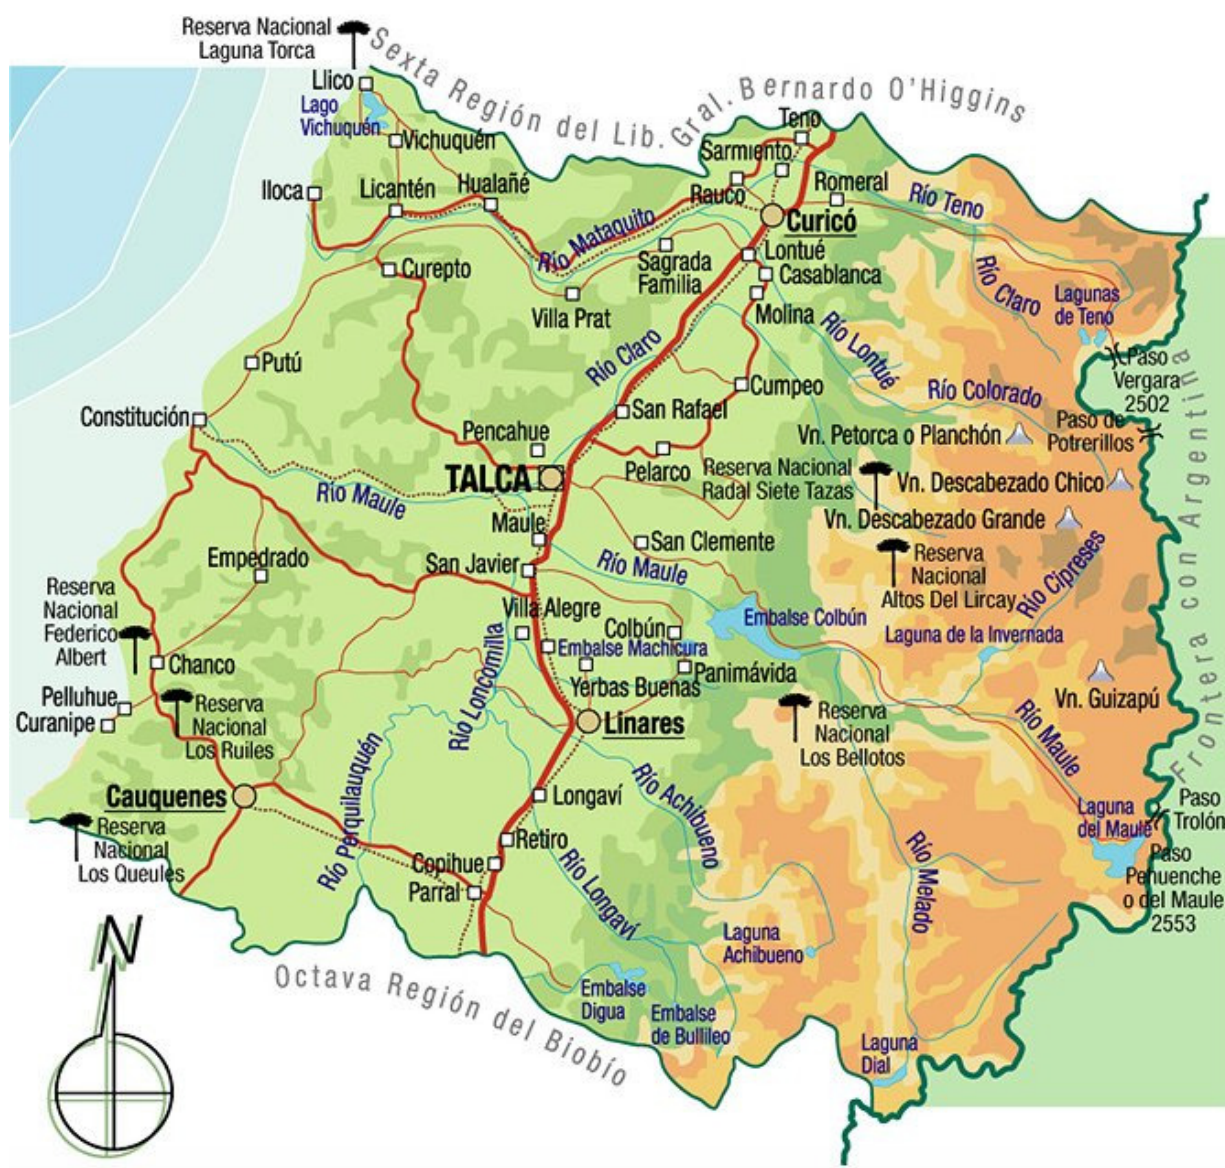 Reserva Nacional
Laguna Torca
Sexta Región del Lib. Gral. Bernardo O'Higgins
Llico
Lago
Vichuquén
Vichuquén
Teno
Sarmiento
Iloca
Licantén
Hualañé
Rauco
Romeral
Río Teno
Río Mataquito
Curicó
Lontué
Sagrada
Familia
Casablanca
Curepto
Río Claro
Lagunas
de Teno
Villa Prat
Molina
Río Lontué
Putú
Río Claro
Paso
Vergara
2502
Cumpeo
Río Colorado
Constitución
San Rafael
Paso de
Potrerillos
Pencahue
Vn. Petorca o Planchón
Pelarco
Reserva Nacional
Radal Siete Tazas
TALCA
Vn. Descabezado Chico
Río Maule
Maule
Vn. Descabezado Grande
San Clemente
Empedrado
San Javier
Río Maule
Reserva
Nacional
Altos Del Lircay
Río Cipreses
Reserva
Nacional
Federico
Albert
Villa Alegre
Colbún
Embalse Colbún
Embalse Machicura
Laguna de la Invernada
Chanco
Panimávida
Yerbas Buenas
Vn. Guizapú
Pelluhue
Curanipe
Reserva
Nacional
Los Ruiles
Río Loncomilla
Linares
Reserva
Nacional
Los Bellotos
Río Maule
Frontera con Argentina
Río Perquilauquén
Cauquenes
Longaví
Río Achibueno
Laguna
del Maule
Paso
Trolón
Reserva
Nacional
Los Queules
Retiro
Copihue
Parral
Río Longaví
Río Melado
Paso
Pehuenche
o del Maule
2553
N
Laguna
Achibueno
Octava Región del Biobío
Embalse
Digua
Embalse
de Bullileo
Laguna
Dial